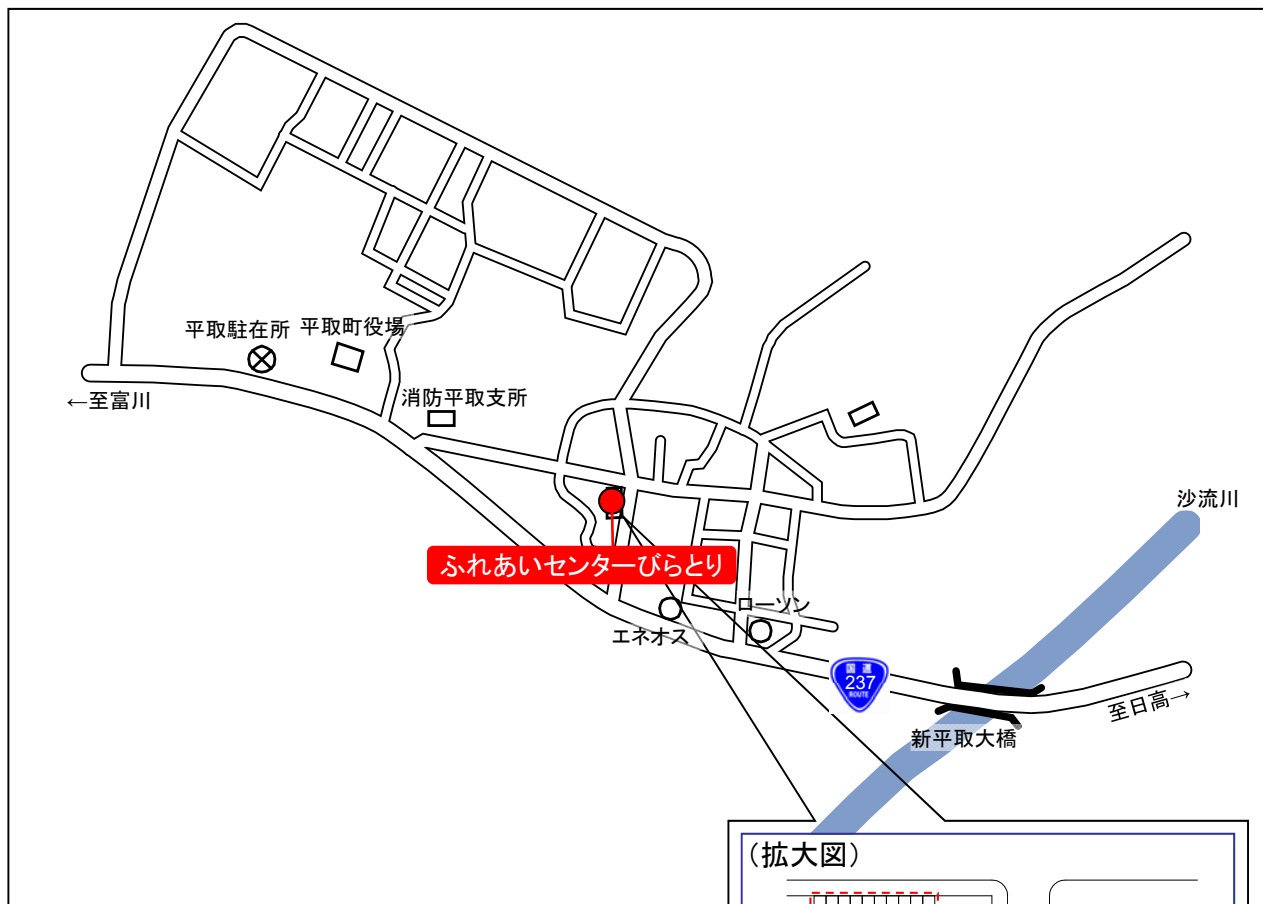 平取駐在所
平取町役場
←至富川
消防平取支所
沙流川
ふれあいセンターびらとり
ローソン
エネオス
国道
237
ROUTE
至日高→
新平取大橋
(拡大図)